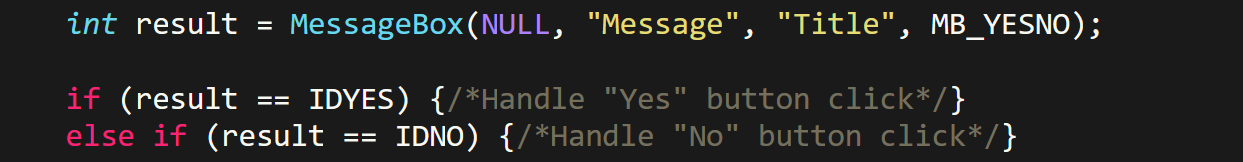 int result = MessageBox(NULL, "Message", "Title", MB_YESNO);
if (result == IDYES) {/*Handle "Yes" button click*/}
else if (result == IDNO) {/*Handle "No" button click*/}